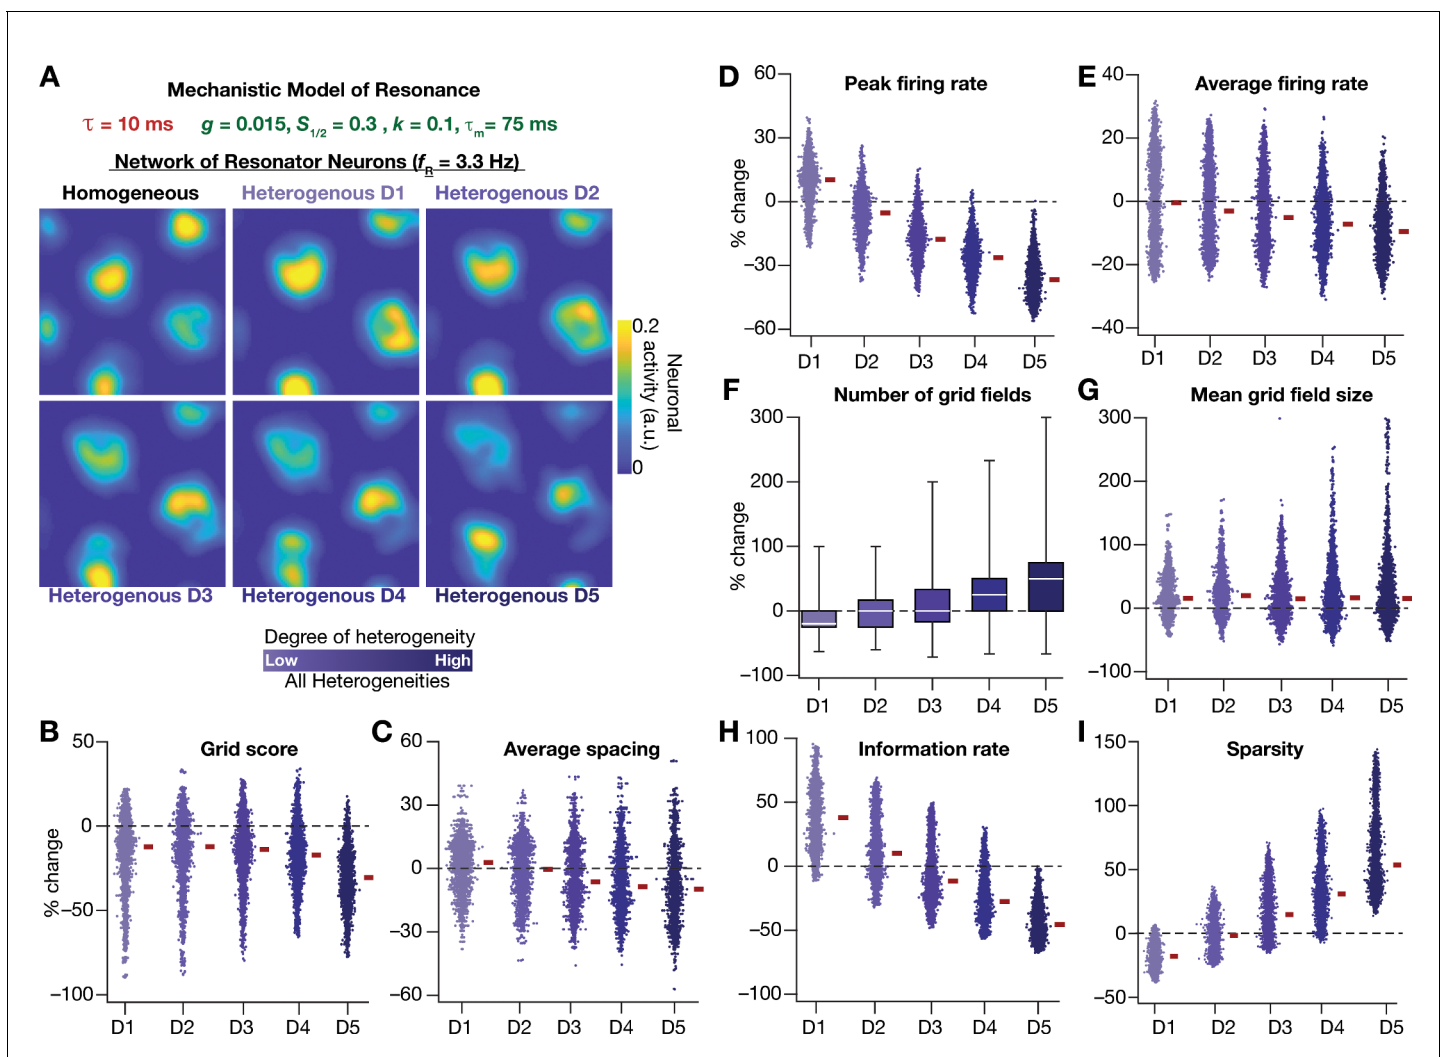 A
Mechanistic Model of Resonance
τ = 10 ms g = 0.015, S1/2 = 0.3 , k = 0.1, τm= 75 ms
Network of Resonator Neurons (fR = 3.3 Hz)
Homogeneous Heterogenous D1 Heterogenous D2
0.2
Neuronal
activity (a.u.)
0
Heterogenous D3 Heterogenous D4 Heterogenous D5
Degree of heterogeneity
Low High
All Heterogeneities
B
Grid score
% change
50
0
−50
−100
D1 D2 D3 D4 D5
C
Average spacing
60
30
0
−30
−60
D1 D2 D3 D4 D5
D
Peak firing rate
% change
60
30
0
−30
−60
D1 D2 D3 D4 D5
E
Average firing rate
40
20
0
−20
−40
D1 D2 D3 D4 D5
F
Number of grid fields
% change
300
200
100
0
−100
D1 D2 D3 D4 D5
G
Mean grid field size
300
200
100
0
−100
D1 D2 D3 D4 D5
H
Information rate
% change
100
50
0
−50
−100
D1 D2 D3 D4 D5
I
Sparsity
150
100
50
0
−50
D1 D2 D3 D4 D5